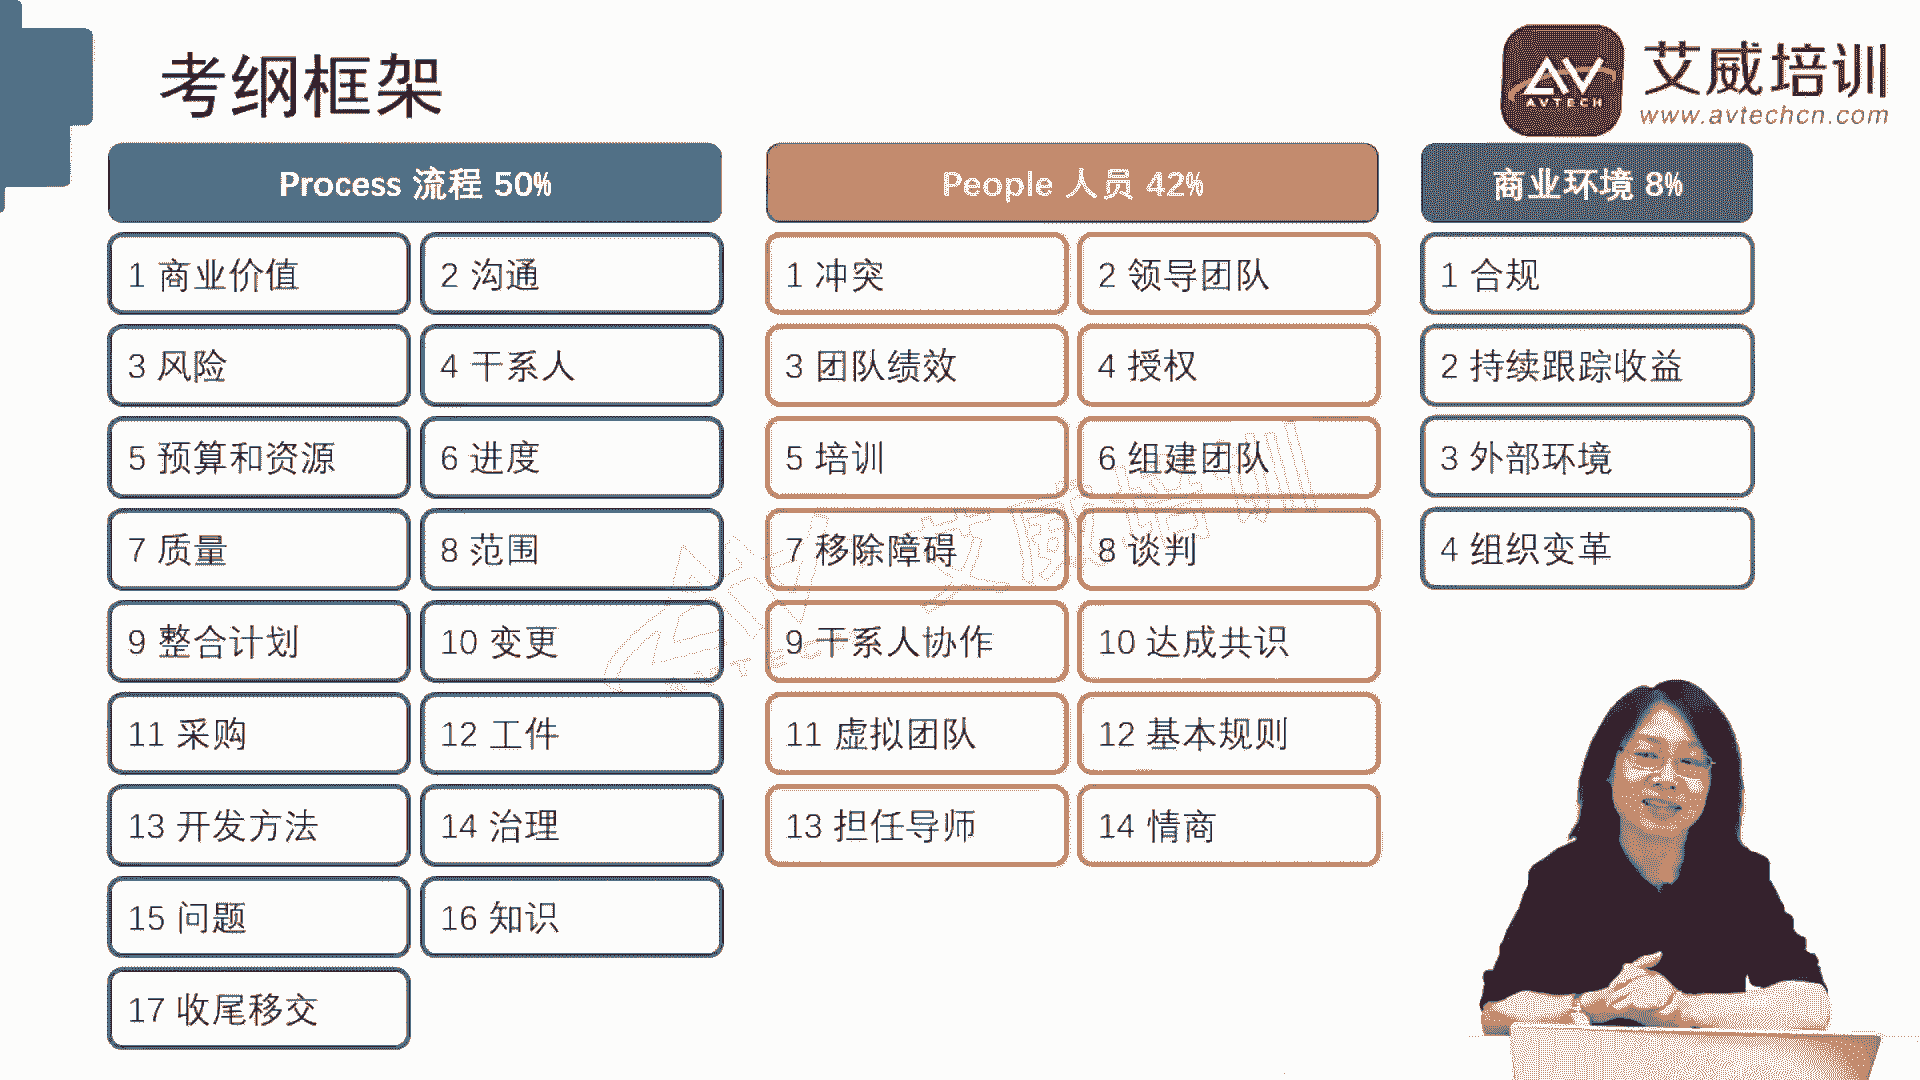 考纲框架
AV
AVTECH
艾威培训
www.avtechcn.com
Process 流程 50%
People 人员 42%
商业环境 8%
1 商业价值
2 沟通
3 风险
4 干系人
5 预算和资源
6 进度
7 质量
8 范围
9 整合计划
10 变更
11 采购
12 工件
13 开发方法
14 治理
15 问题
16 知识
17 收尾移交
1 冲突
2 领导团队
3 团队绩效
4 授权
5 培训
6 组建团队
7 移除障碍
8 谈判
9 干系人协作
10 达成共识
11 虚拟团队
12 基本规则
13 担任导师
14 情商
1 合规
2 持续跟踪收益
3 外部环境
4 组织变革
AV
AVTECH
艾威培训